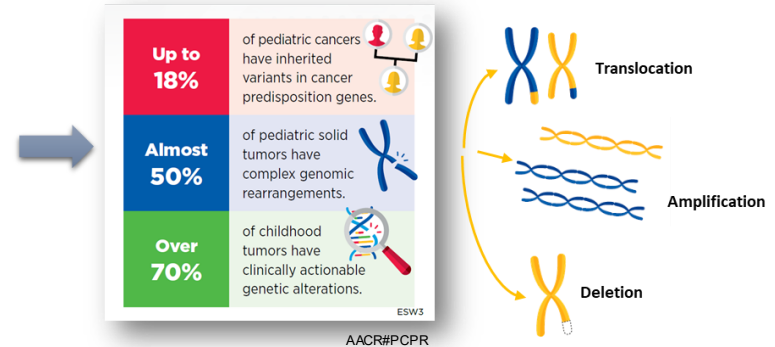 Up to
18%
of pediatric cancers
have inherited
variants in cancer
predisposition genes.
Almost
50%
of pediatric solid
tumors have
complex genomic
rearrangements.
Over
70%
of childhood
tumors have
clinically actionable
genetic alterations.
ESW3
AACR#PCPR
Translocation
Amplification
Deletion